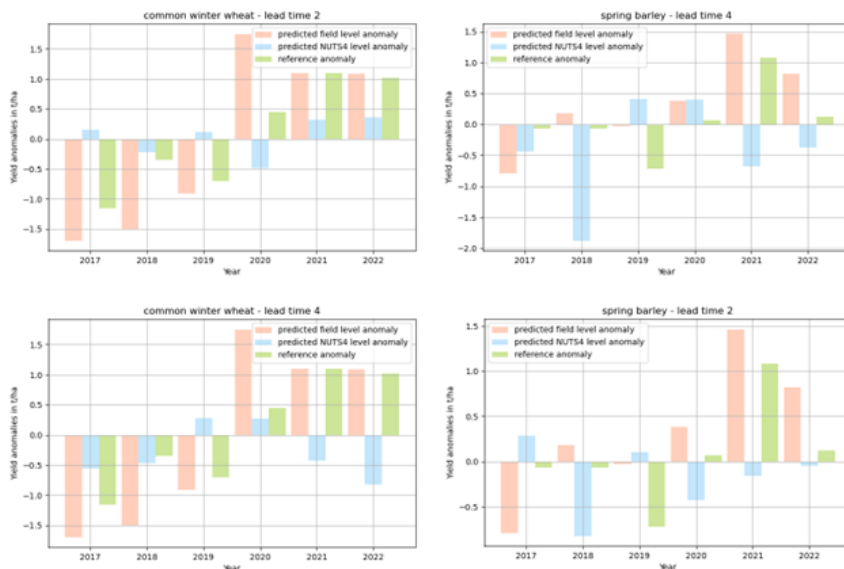 common winter wheat - lead time 2
predicted field level anomaly
predicted NUTS4 level anomaly
reference anomaly
Yield anomalies in t/ha
1.5
1.0
0.5
0.0
−0.5
−1.0
−1.5
2017 2018 2019 2020 2021 2022
Year
spring barley - lead time 4
predicted field level anomaly
predicted NUTS4 level anomaly
reference anomaly
Yield anomalies in t/ha
1.5
1.0
0.5
0.0
−0.5
−1.0
−1.5
−2.0
2017 2018 2019 2020 2021 2022
Year
common winter wheat - lead time 4
predicted field level anomaly
predicted NUTS4 level anomaly
reference anomaly
Yield anomalies in t/ha
1.5
1.0
0.5
0.0
−0.5
−1.0
−1.5
2017 2018 2019 2020 2021 2022
Year
spring barley - lead time 2
predicted field level anomaly
predicted NUTS4 level anomaly
reference anomaly
Yield anomalies in t/ha
1.5
1.0
0.5
0.0
−0.5
2017 2018 2019 2020 2021 2022
Year